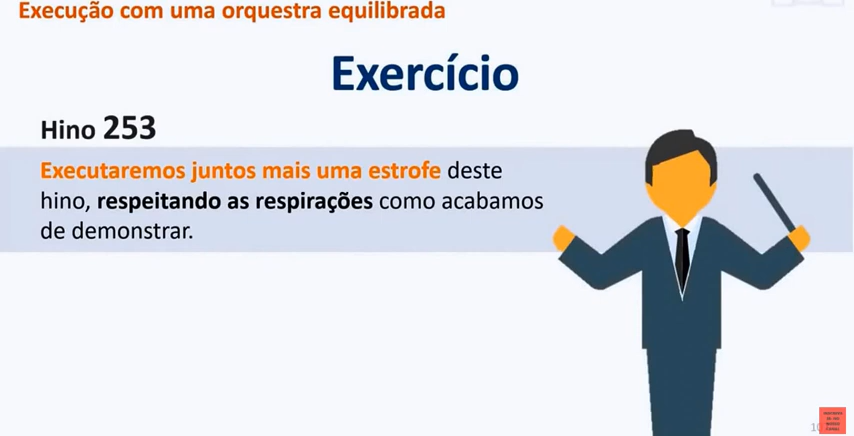 Execução com uma orquestra equilibrada
Exercício
Hino 253
Executaremos juntos mais uma estrofe deste
hino, respeitando as respirações como acabamos
de demonstrar.